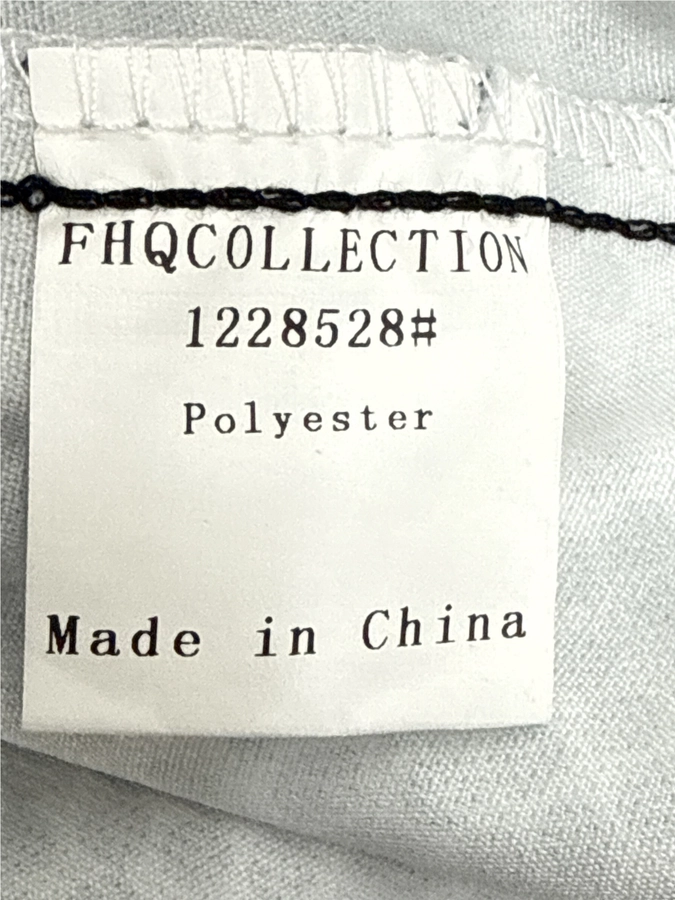 FHQCOLLECTION
1228528#
Polyester
Made in China